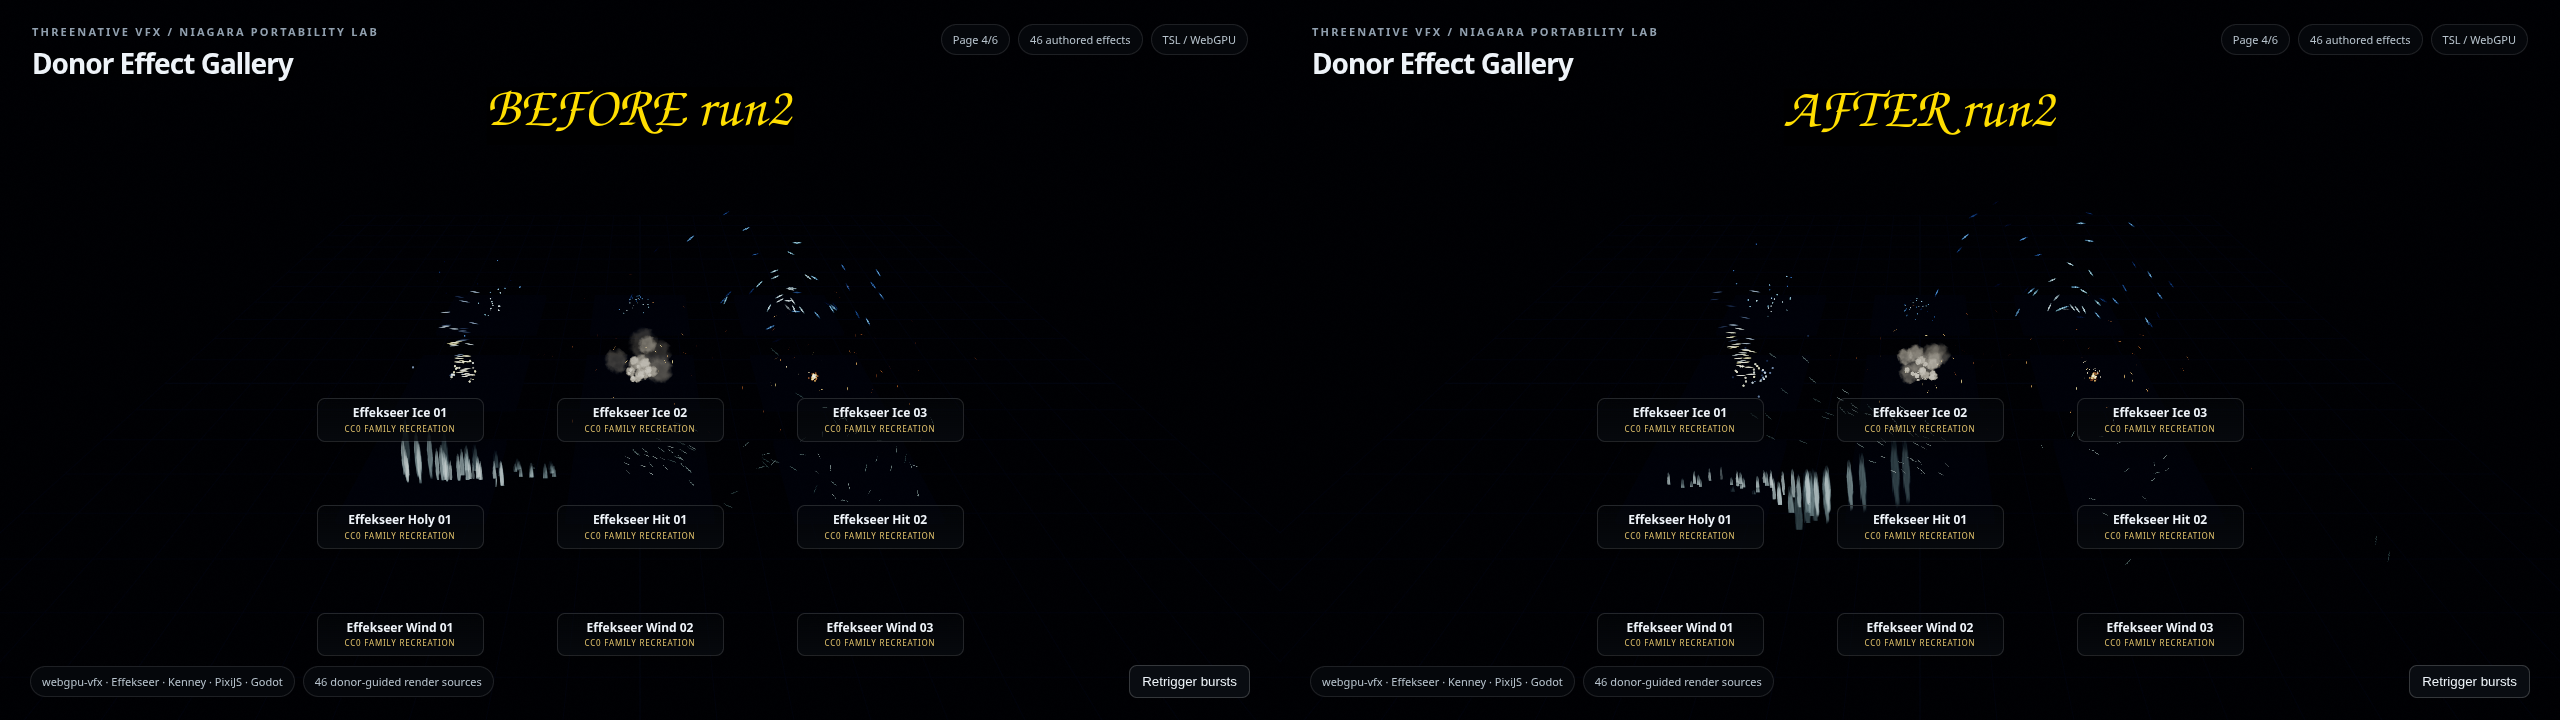 THREENATIVE VFX / NIAGARA PORTABILITY LAB
Donor Effect Gallery
Page 4/6
46 authored effects
TSL / WebGPU
BEFORE run2
Effekseer Ice 01
CC0 FAMILY RECREATION
Effekseer Ice 02
CC0 FAMILY RECREATION
Effekseer Ice 03
CC0 FAMILY RECREATION
Effekseer Holy 01
CC0 FAMILY RECREATION
Effekseer Hit 01
CC0 FAMILY RECREATION
Effekseer Hit 02
CC0 FAMILY RECREATION
Effekseer Wind 01
CC0 FAMILY RECREATION
Effekseer Wind 02
CC0 FAMILY RECREATION
Effekseer Wind 03
CC0 FAMILY RECREATION
webgpu-vfx · Effekseer · Kenney · PixiJS · Godot
46 donor-guided render sources
Retrigger bursts
THREENATIVE VFX / NIAGARA PORTABILITY LAB
Donor Effect Gallery
Page 4/6
46 authored effects
TSL / WebGPU
AFTER run2
Effekseer Ice 01
CC0 FAMILY RECREATION
Effekseer Ice 02
CC0 FAMILY RECREATION
Effekseer Ice 03
CC0 FAMILY RECREATION
Effekseer Holy 01
CC0 FAMILY RECREATION
Effekseer Hit 01
CC0 FAMILY RECREATION
Effekseer Hit 02
CC0 FAMILY RECREATION
Effekseer Wind 01
CC0 FAMILY RECREATION
Effekseer Wind 02
CC0 FAMILY RECREATION
Effekseer Wind 03
CC0 FAMILY RECREATION
webgpu-vfx · Effekseer · Kenney · PixiJS · Godot
46 donor-guided render sources
Retrigger bursts